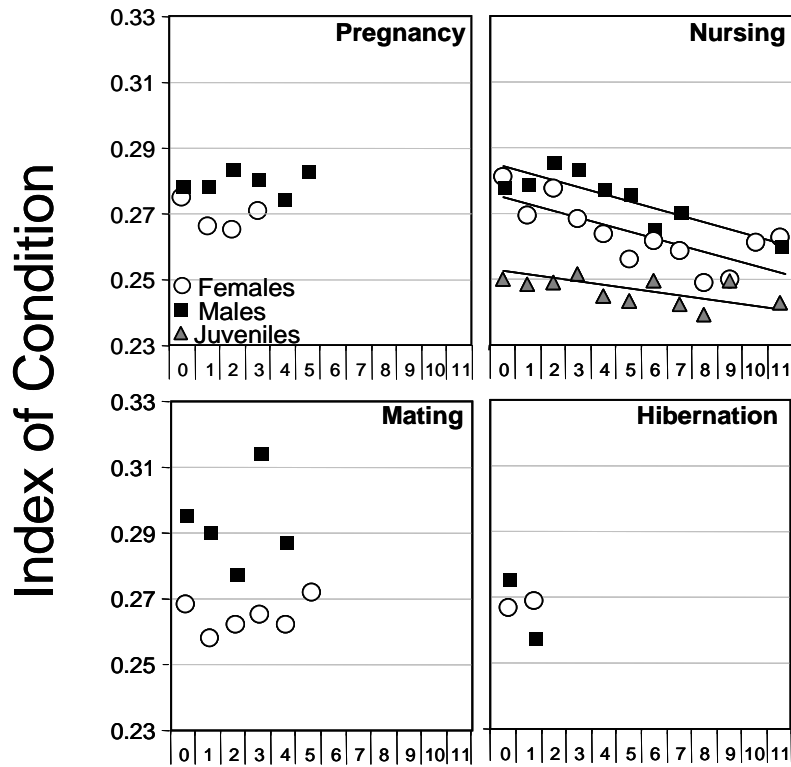 Index of Condition
Pregnancy
0.33
0.31
0.29
0.27
0.25
0.23
Females
Males
Juveniles
0 1 2 3 4 5 6 7 8 9 10 11
Nursing
0 1 2 3 4 5 6 7 8 9 10 11
Mating
0.33
0.31
0.29
0.27
0.25
0.23
0 1 2 3 4 5 6 7 8 9 10 11
Hibernation
0 1 2 3 4 5 6 7 8 9 10 11